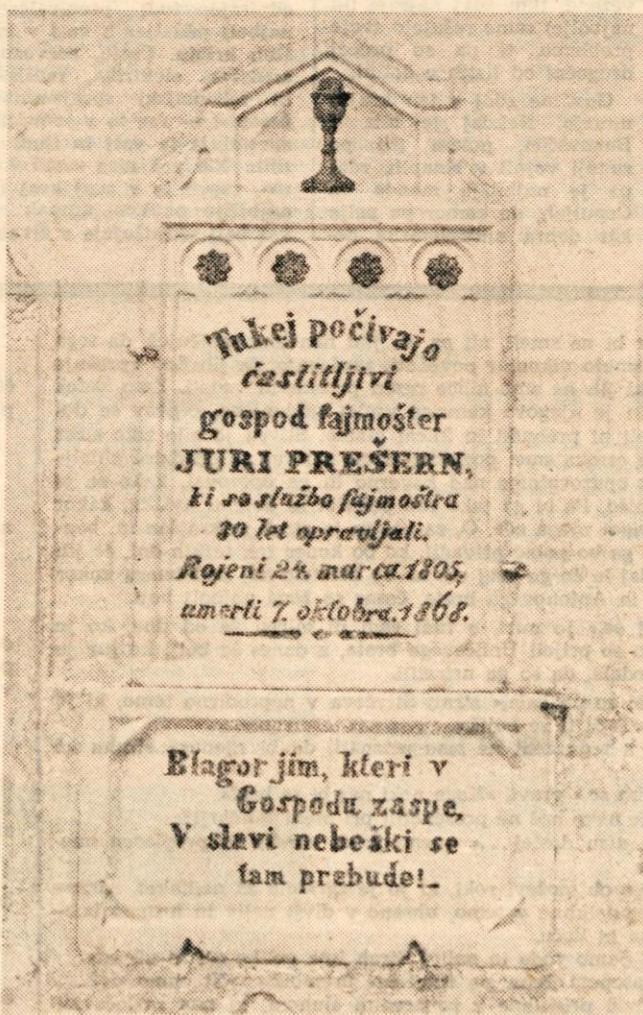 Tukej počivajo
častitljivi
gospod fajmošter
JURI PREŠERN,
ki so službo fajmoštra
30 let opravljali.
Rojeni 24. marca.1805,
umerli 7. oktobra.1868.
Blagor jim, kteri v
Gospodu zaspe,
V slavi nebeški se
tam prebude!